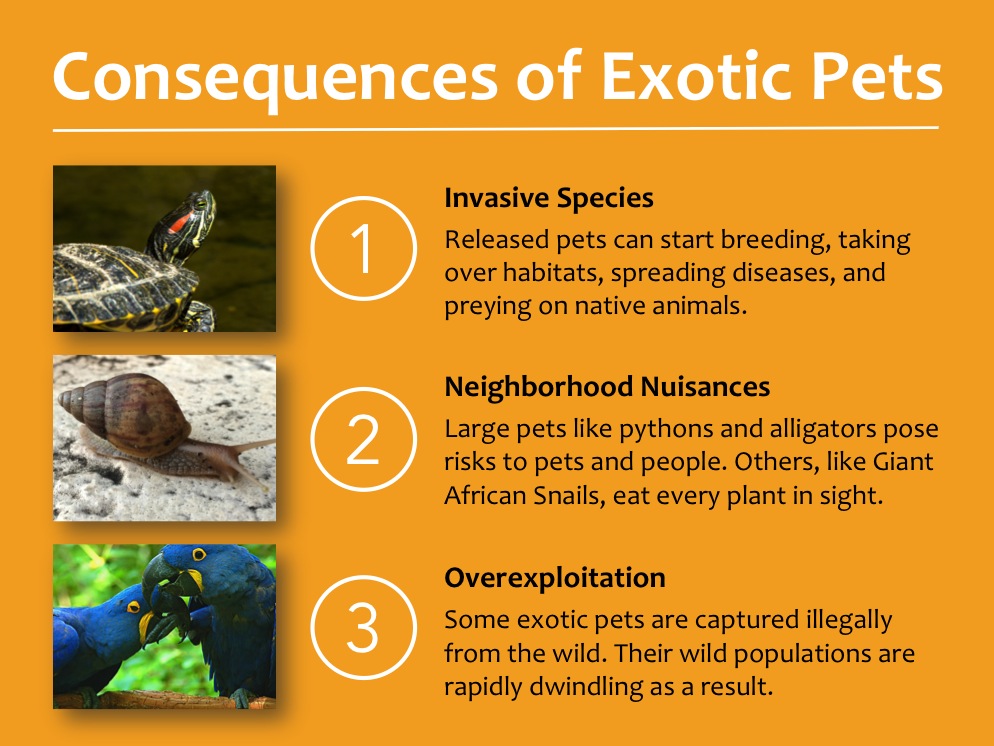 Consequences of Exotic Pets
1
Invasive Species
Released pets can start breeding, taking
over habitats, spreading diseases, and
preying on native animals.
2
Neighborhood Nuisances
Large pets like pythons and alligators pose
risks to pets and people. Others, like Giant
African Snails, eat every plant in sight.
3
Overexploitation
Some exotic pets are captured illegally
from the wild. Their wild populations are
rapidly dwindling as a result.